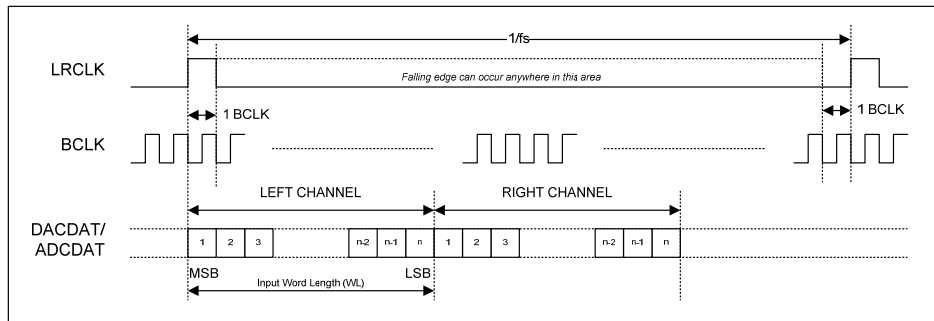 1/fs
LRCLK
Falling edge can occur anywhere in this area
1 BCLK
1 BCLK
BCLK
LEFT CHANNEL
RIGHT CHANNEL
DACDAT/
ADCDAT
1 2 3 n-2 n-1 n 1 2 3 n-2 n-1 n
MSB
LSB
Input Word Length (WL)